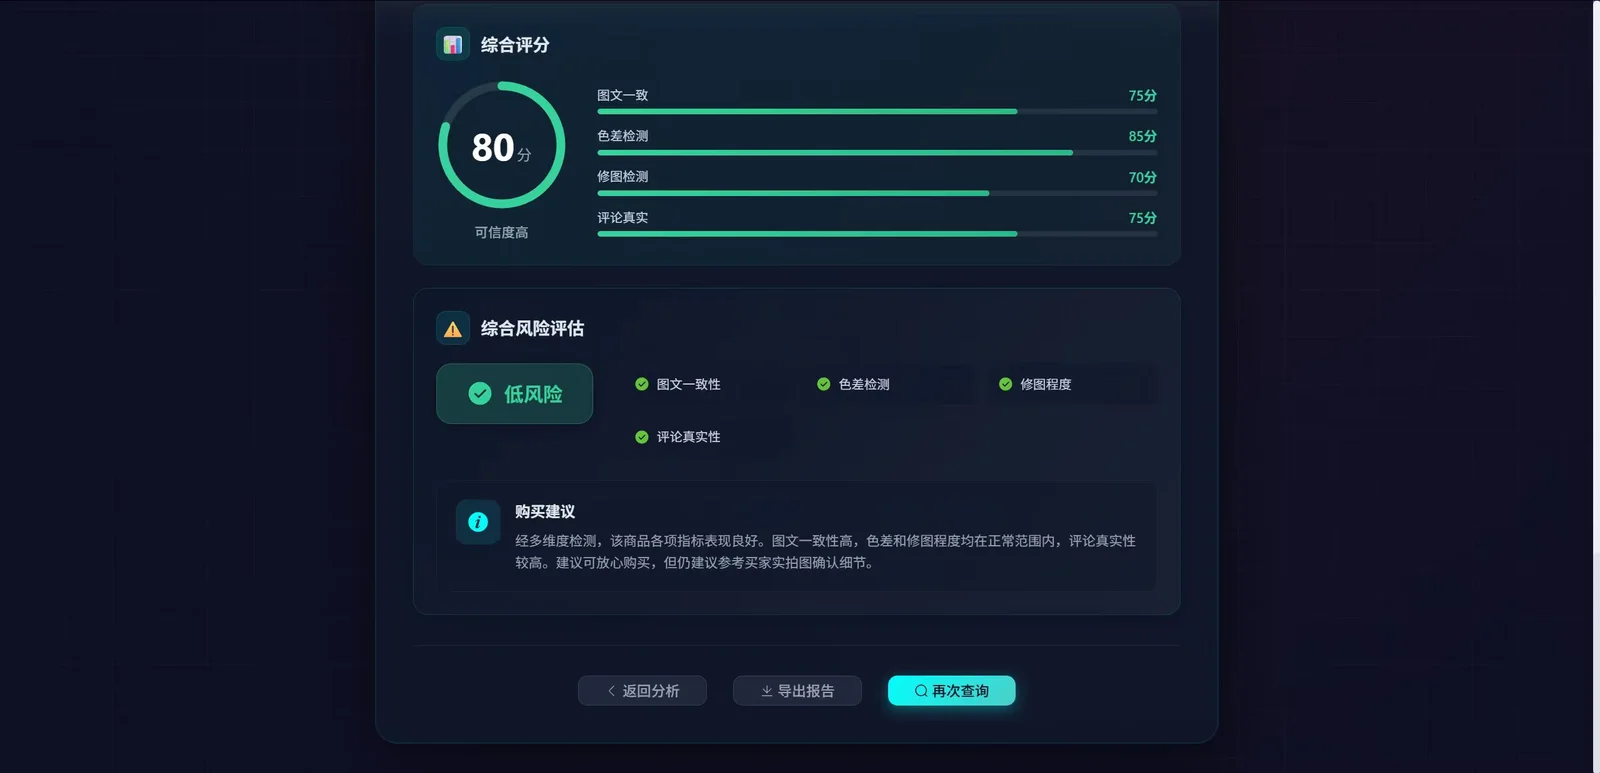 综合评分
80分
可信度高
图文一致 75分
色差检测 85分
修图检测 70分
评论真实 75分
综合风险评估
低风险
图文一致性
色差检测
修图程度
评论真实性
购买建议
经多维度检测，该商品各项指标表现良好。图文一致性高，色差和修图程度均在正常范围内，评论真实性
较高。建议可放心购买，但仍建议参考买家实拍图确认细节。
返回分析
导出报告
再次查询